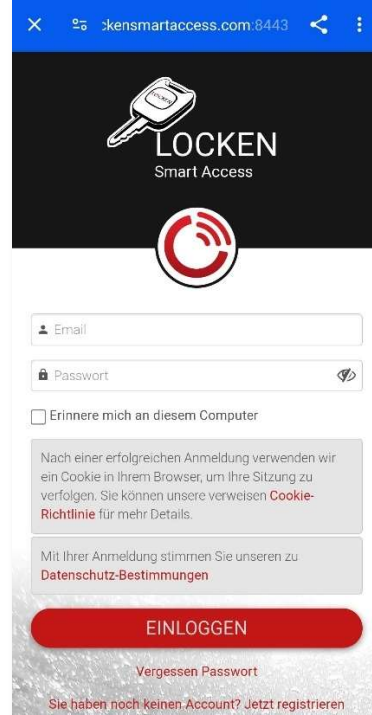 ckensmartaccess.com:8443
LOCKEN
LOCKEN
Smart Access
Email
Passwort
Erinnere mich an diesem Computer
Nach einer erfolgreichen Anmeldung verwenden wir
ein Cookie in Ihrem Browser, um Ihre Sitzung zu
verfolgen. Sie können unsere verweisen Cookie-
Richtlinie für mehr Details.
Mit Ihrer Anmeldung stimmen Sie unseren zu
Datenschutz-Bestimmungen
EINLOGGEN
Vergessen Passwort
Sie haben noch keinen Account? Jetzt registrieren